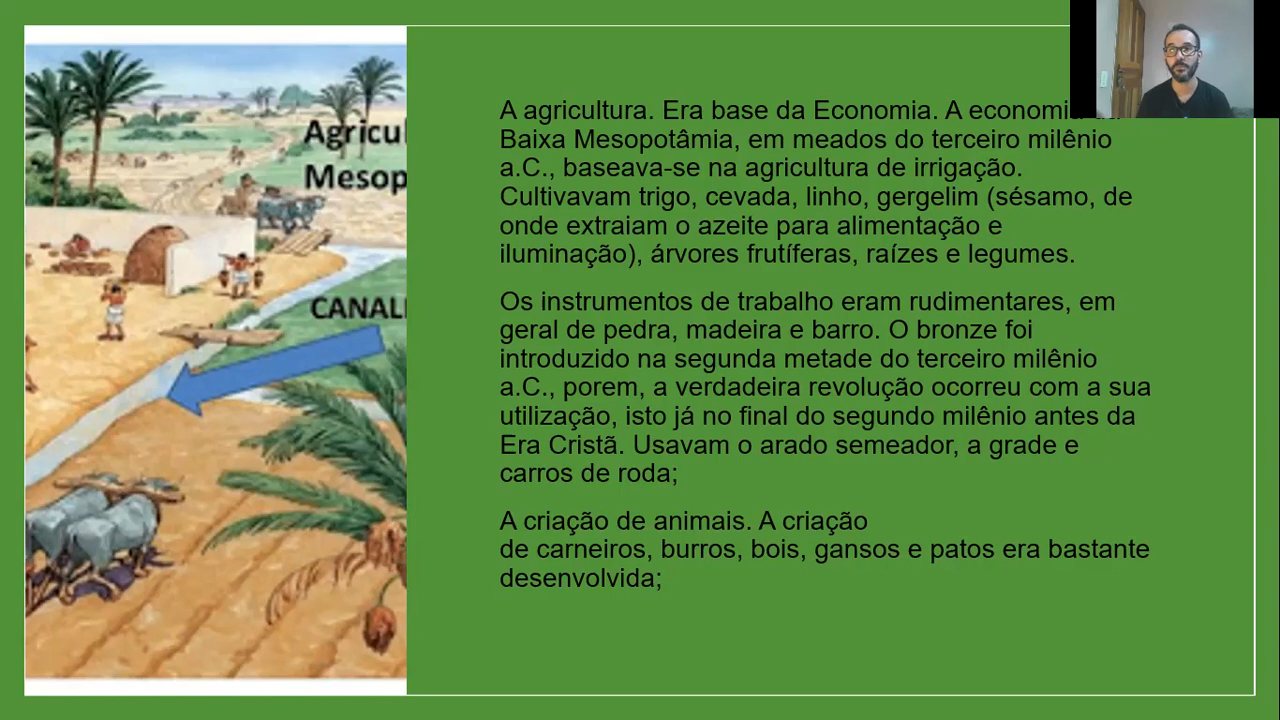 Agricul
Mesop
CANALI
A agricultura. Era base da Economia. A economia
Baixa Mesopotâmia, em meados do terceiro milênio
a.C., baseava-se na agricultura de irrigação.
Cultivavam trigo, cevada, linho, gergelim (sésamo, de
onde extraiam o azeite para alimentação e
iluminação), árvores frutíferas, raízes e legumes.
Os instrumentos de trabalho eram rudimentares, em
geral de pedra, madeira e barro. O bronze foi
introduzido na segunda metade do terceiro milênio
a.C., porem, a verdadeira revolução ocorreu com a sua
utilização, isto já no final do segundo milênio antes da
Era Cristã. Usavam o arado semeador, a grade e
carros de roda;
A criação de animais. A criação
de carneiros, burros, bois, gansos e patos era bastante
desenvolvida;